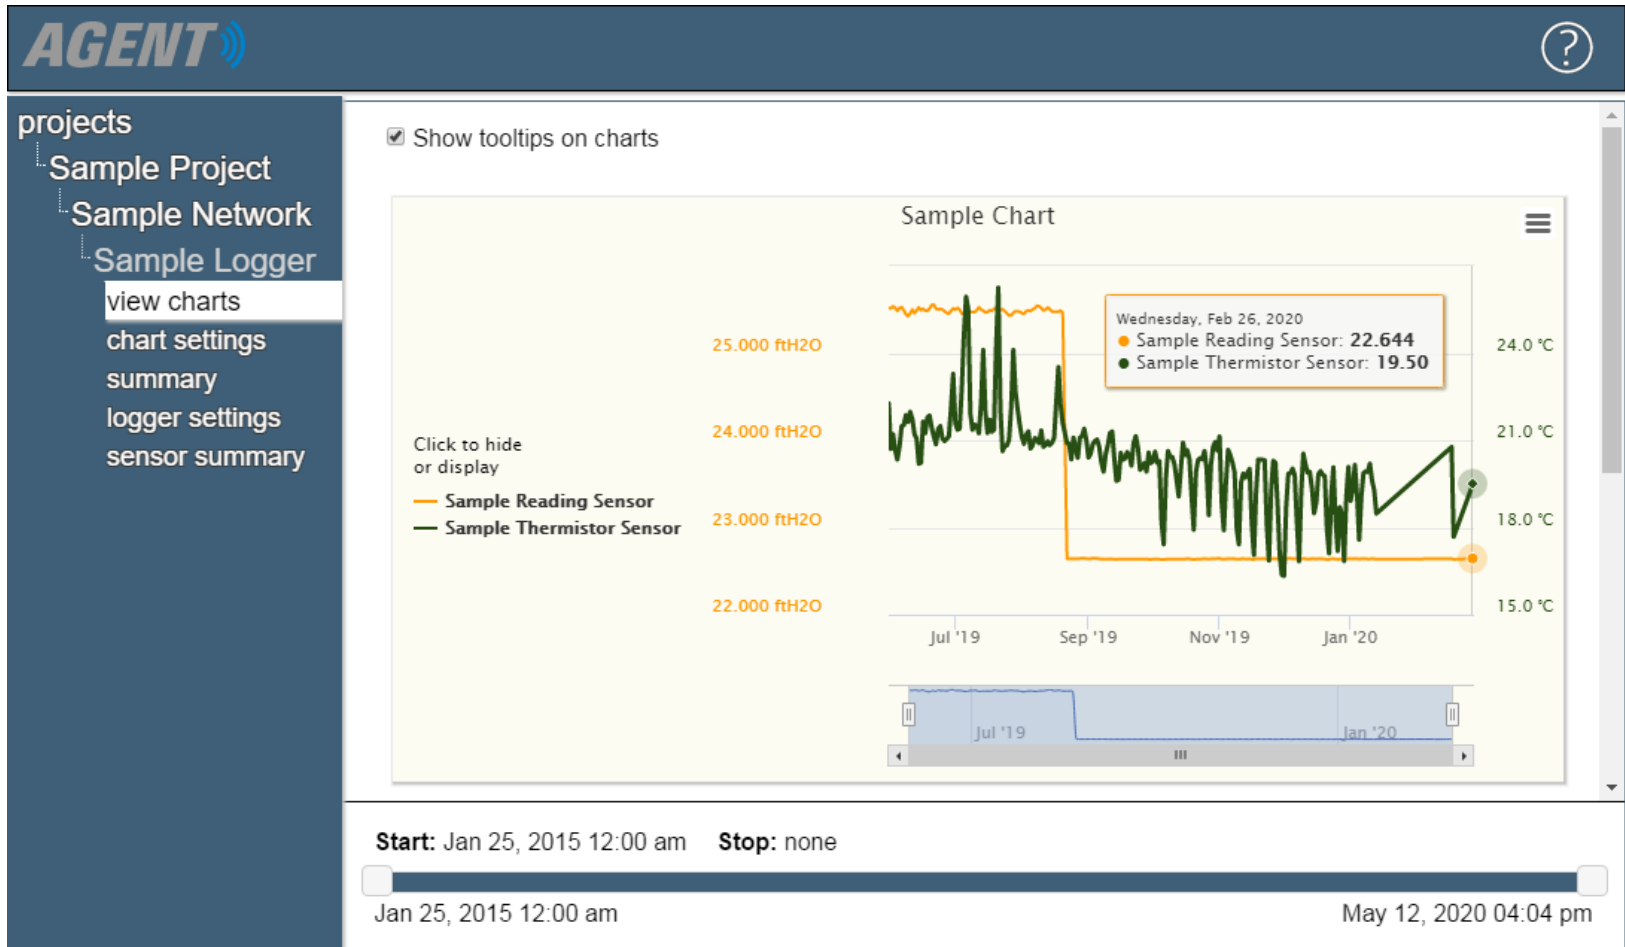 AGENT
?
projects
Sample Project
Sample Network
Sample Logger
view charts
chart settings
summary
logger settings
sensor summary
Show tooltips on charts
Sample Chart
25.000 ftH2O
24.000 ftH2O
23.000 ftH2O
22.000 ftH2O
Click to hide
or display
Sample Reading Sensor
Sample Thermistor Sensor
Wednesday, Feb 26, 2020
Sample Reading Sensor: 22.644
Sample Thermistor Sensor: 19.50
24.0 °C
21.0 °C
18.0 °C
15.0 °C
Jul '19 Sep '19 Nov '19 Jan '20
Jul '19 Jan '20
Start: Jan 25, 2015 12:00 am Stop: none
Jan 25, 2015 12:00 am May 12, 2020 04:04 pm